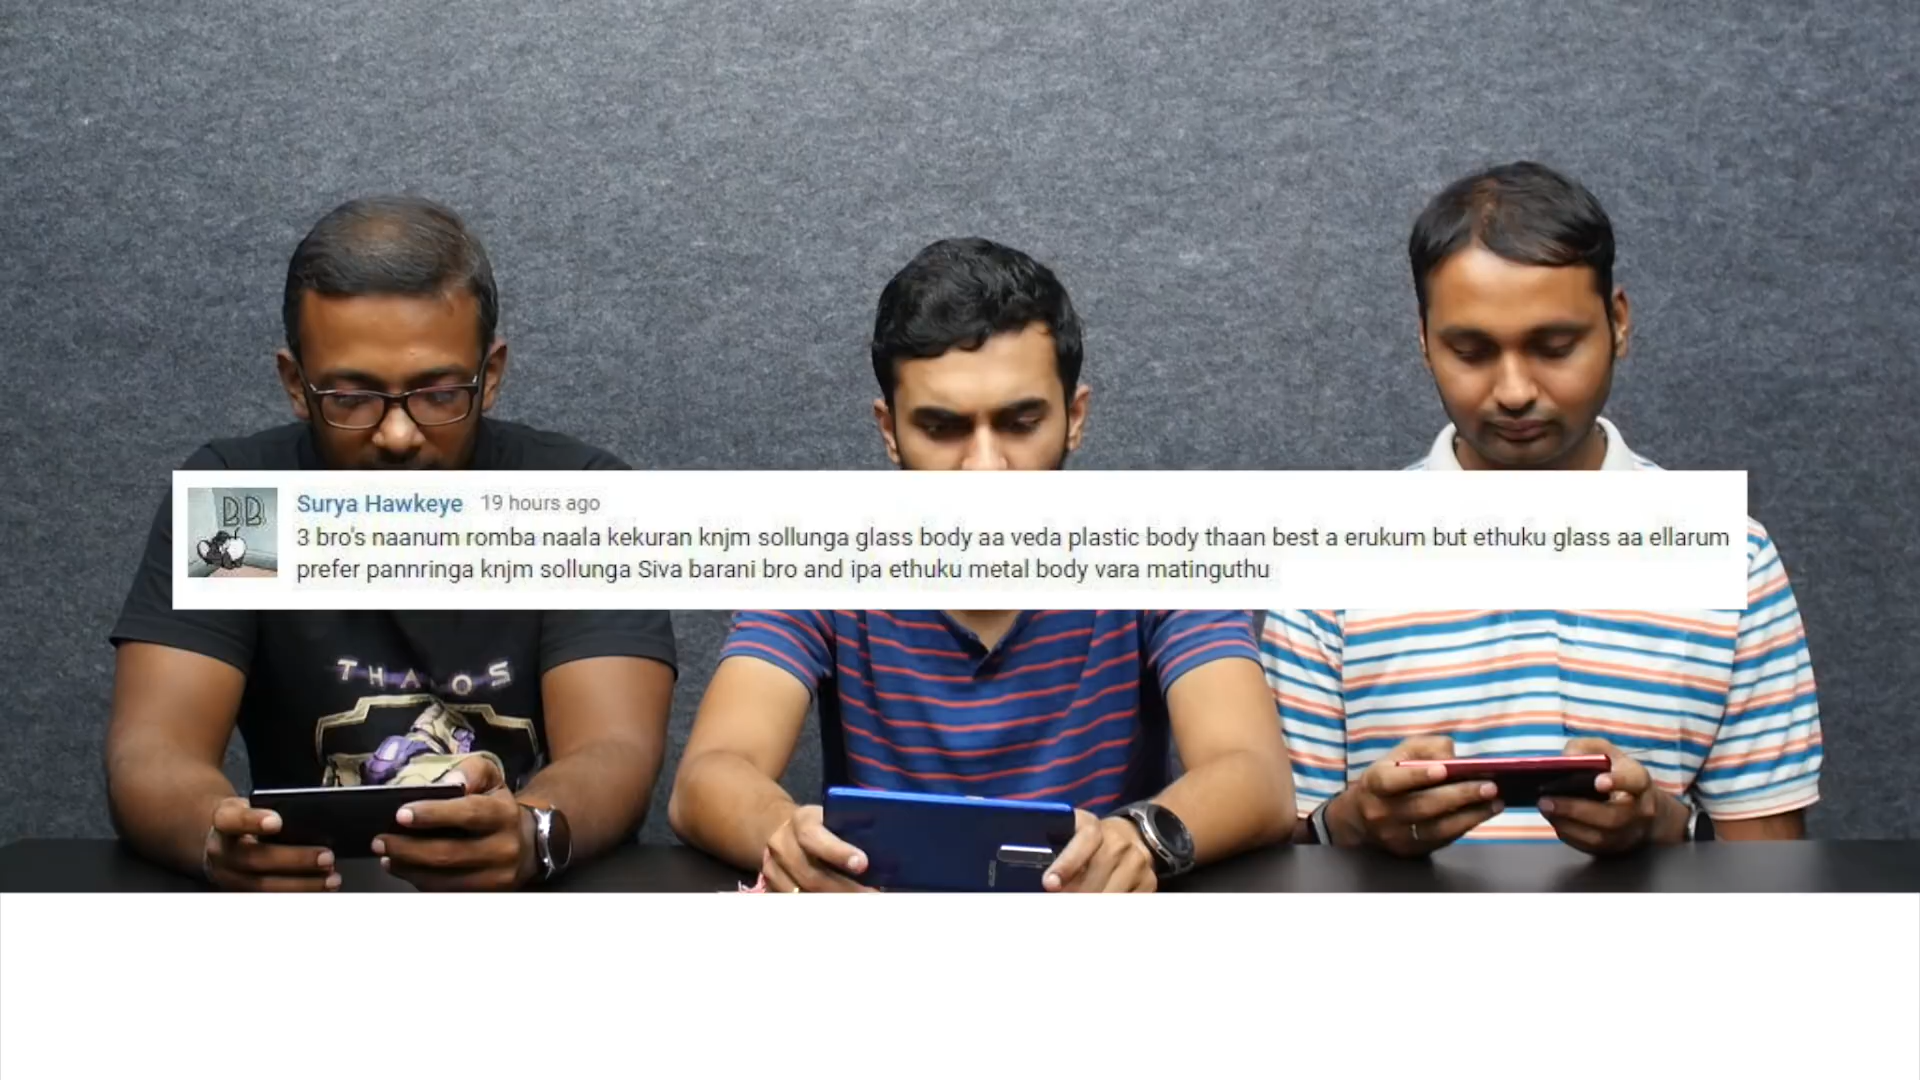 BB
Surya Hawkeye 19 hours ago
3 bro's naanum romba naala kekuran knjm sollunga glass body aa veda plastic body thaan best a erukum but ethuku glass aa ellarum
prefer pannringa knjm sollunga Siva barani bro and ipa ethuku metal body vara matinguthu
THANOS